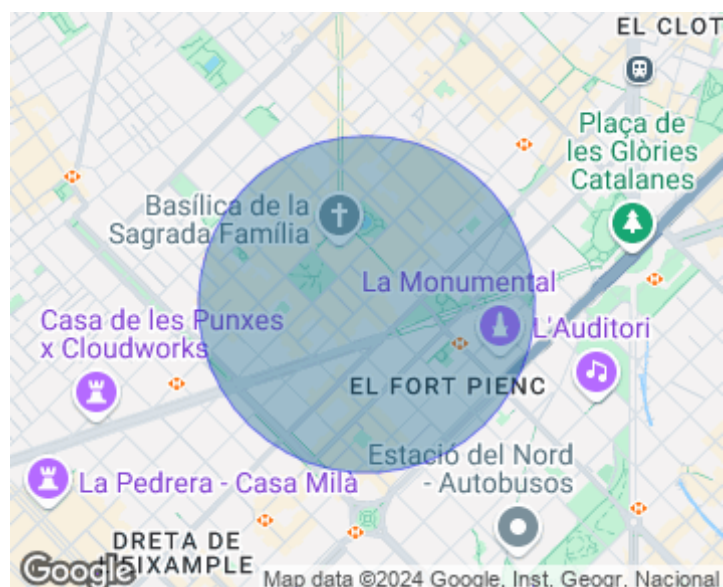 EL CLOT
Plaça de
les Glòries
Catalanes
Basílica de la
Sagrada Família
La Monumental
Casa de les Punxes
x Cloudworks
L'Auditori
EL FORT PIENC
Estació del Nord
- Autobusos
La Pedrera - Casa Milà
DRETA DE
L'EIXAMPLE
Google
Map data ©2024 Google, Inst. Geogr. Nacional